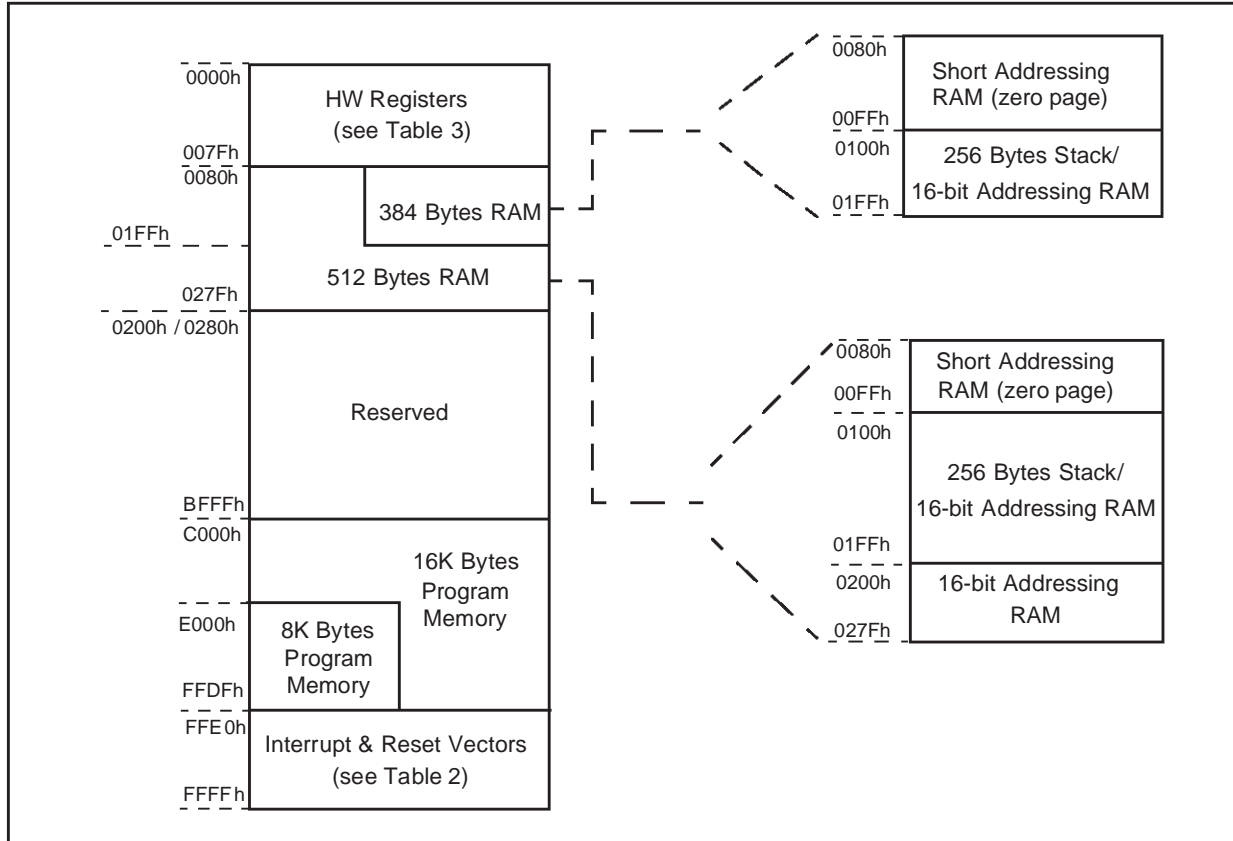 0000h
HW Registers
(see Table 3)
007Fh
0080h
384 Bytes RAM
01FFh
512 Bytes RAM
027Fh
0200h / 0280h
Reserved
BFFFh
C000h
16K Bytes
Program
Memory
E000h
8K Bytes
Program
Memory
FFDFh
FFE0h
Interrupt & Reset Vectors
(see Table 2)
FFFFh
0080h
Short Addressing
RAM (zero page)
00FFh
0100h
256 Bytes Stack/
16-bit Addressing RAM
01FFh
0080h
Short Addressing
RAM (zero page)
00FFh
0100h
256 Bytes Stack/
16-bit Addressing RAM
01FFh
0200h
16-bit Addressing
RAM
027Fh